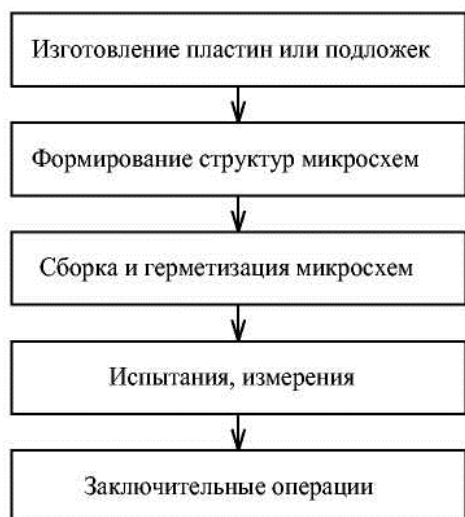 Изготовление пластин или подложек
Формирование структур микросхем
Сборка и герметизация микросхем
Испытания, измерения
Заключительные операции